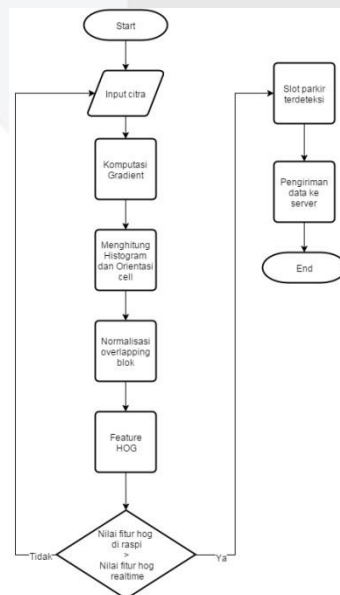 Start
Input citra
Komputasi
Gradient
Menghitung
Histogram
dan Orientasi
cell
Normalisasi
overlapping
blok
Feature
HOG
Nilai fitur hog
di raspi
>
Nilai fitur hog
realtime
Tidak
Ya
Slot parkir
terdeteksi
Pengiriman
data ke
server
End